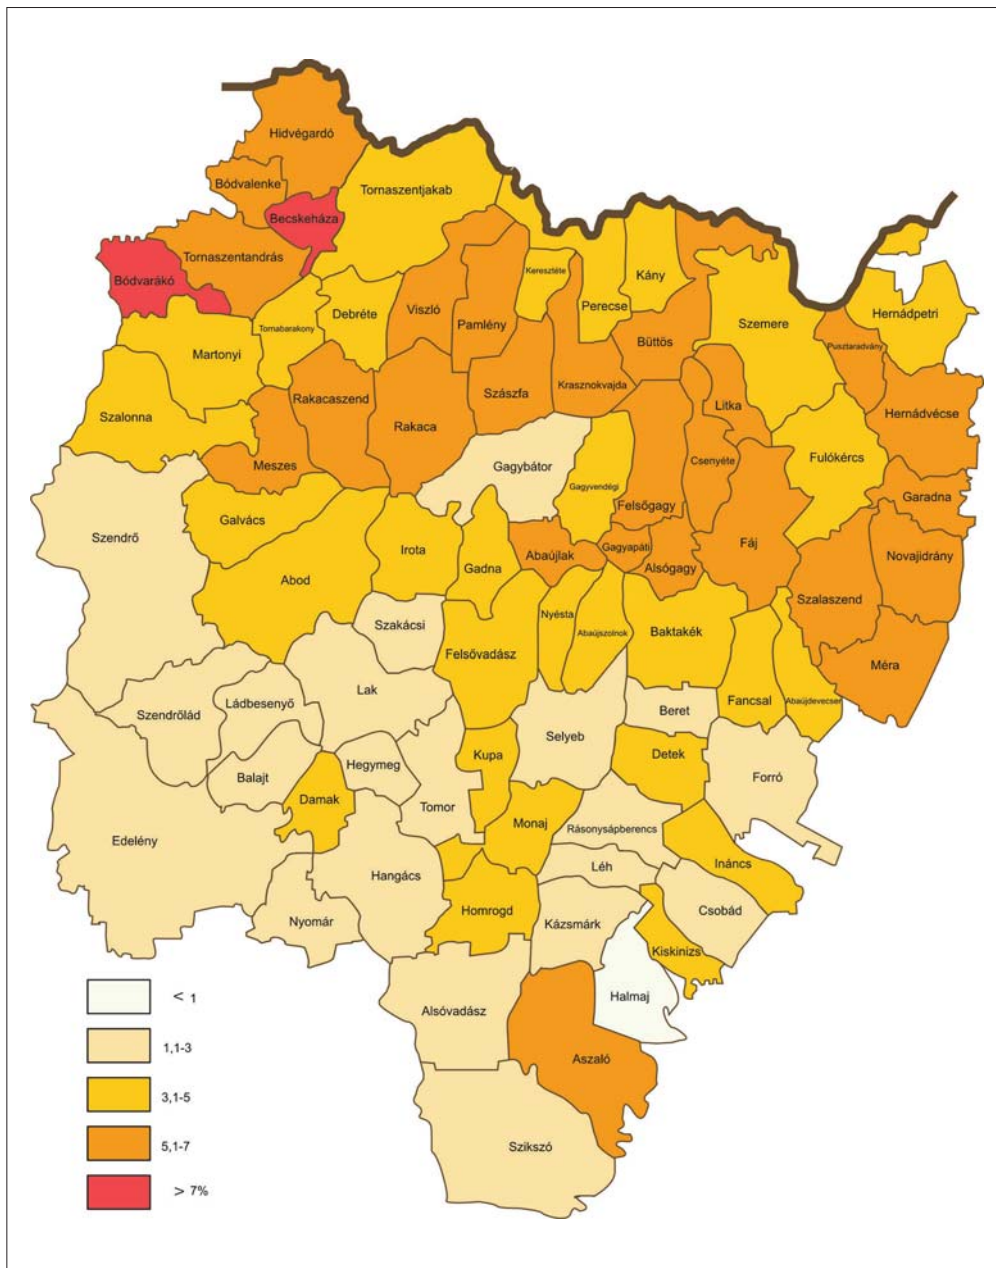 Hidvégardó
Bódvalenke
Tornaszentjakab
Becskeháza
Tornaszentandrás
Bódvarákó
Keresztéte
Kány
Perecse
Hernádpetri
Debréte
Viszló
Tornabarakony
Pamlény
Szemere
Büttös
Pusztaradvány
Martonyi
Krasznokvajda
Szászfa
Rakacaszend
Litka
Hernádvécse
Szalonna
Rakaca
Fulókércs
Meszes
Gagybátor
Csenyéte
Gagyvendégi
Garadna
Felsőgagy
Galvács
Szendrő
Irota
Gadna
Abaújlak
Gagyapáti
Fáj
Novajidrány
Alsógagy
Abod
Szalaszend
Nyésta
Szakácsi
Abaújszolnok
Baktakék
Felsővadász
Méra
Lak
Ládbesenyő
Fancsal
Abaújdevecser
Beret
Szendrőlád
Selyeb
Kupa
Detek
Hegymeg
Balajt
Forró
Damak
Tomor
Monaj
Rásonysápberencs
Edelény
Ináncs
Léh
Hangács
Homrogd
Csobád
Nyomár
Kázsmárk
Kiskinizs
Halmaj
Alsóvadász
Aszaló
Szikszó
< 1
1,1-3
3,1-5
5,1-7
> 7%